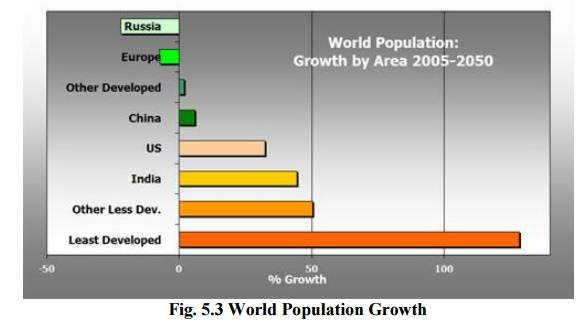 Russia
World Population:
Growth by Area 2005-2050
Europe
Other Developed
China
US
India
Other Less Dev.
Least Developed
-50 0 50 100
% Growth
Fig. 5.3 World Population Growth